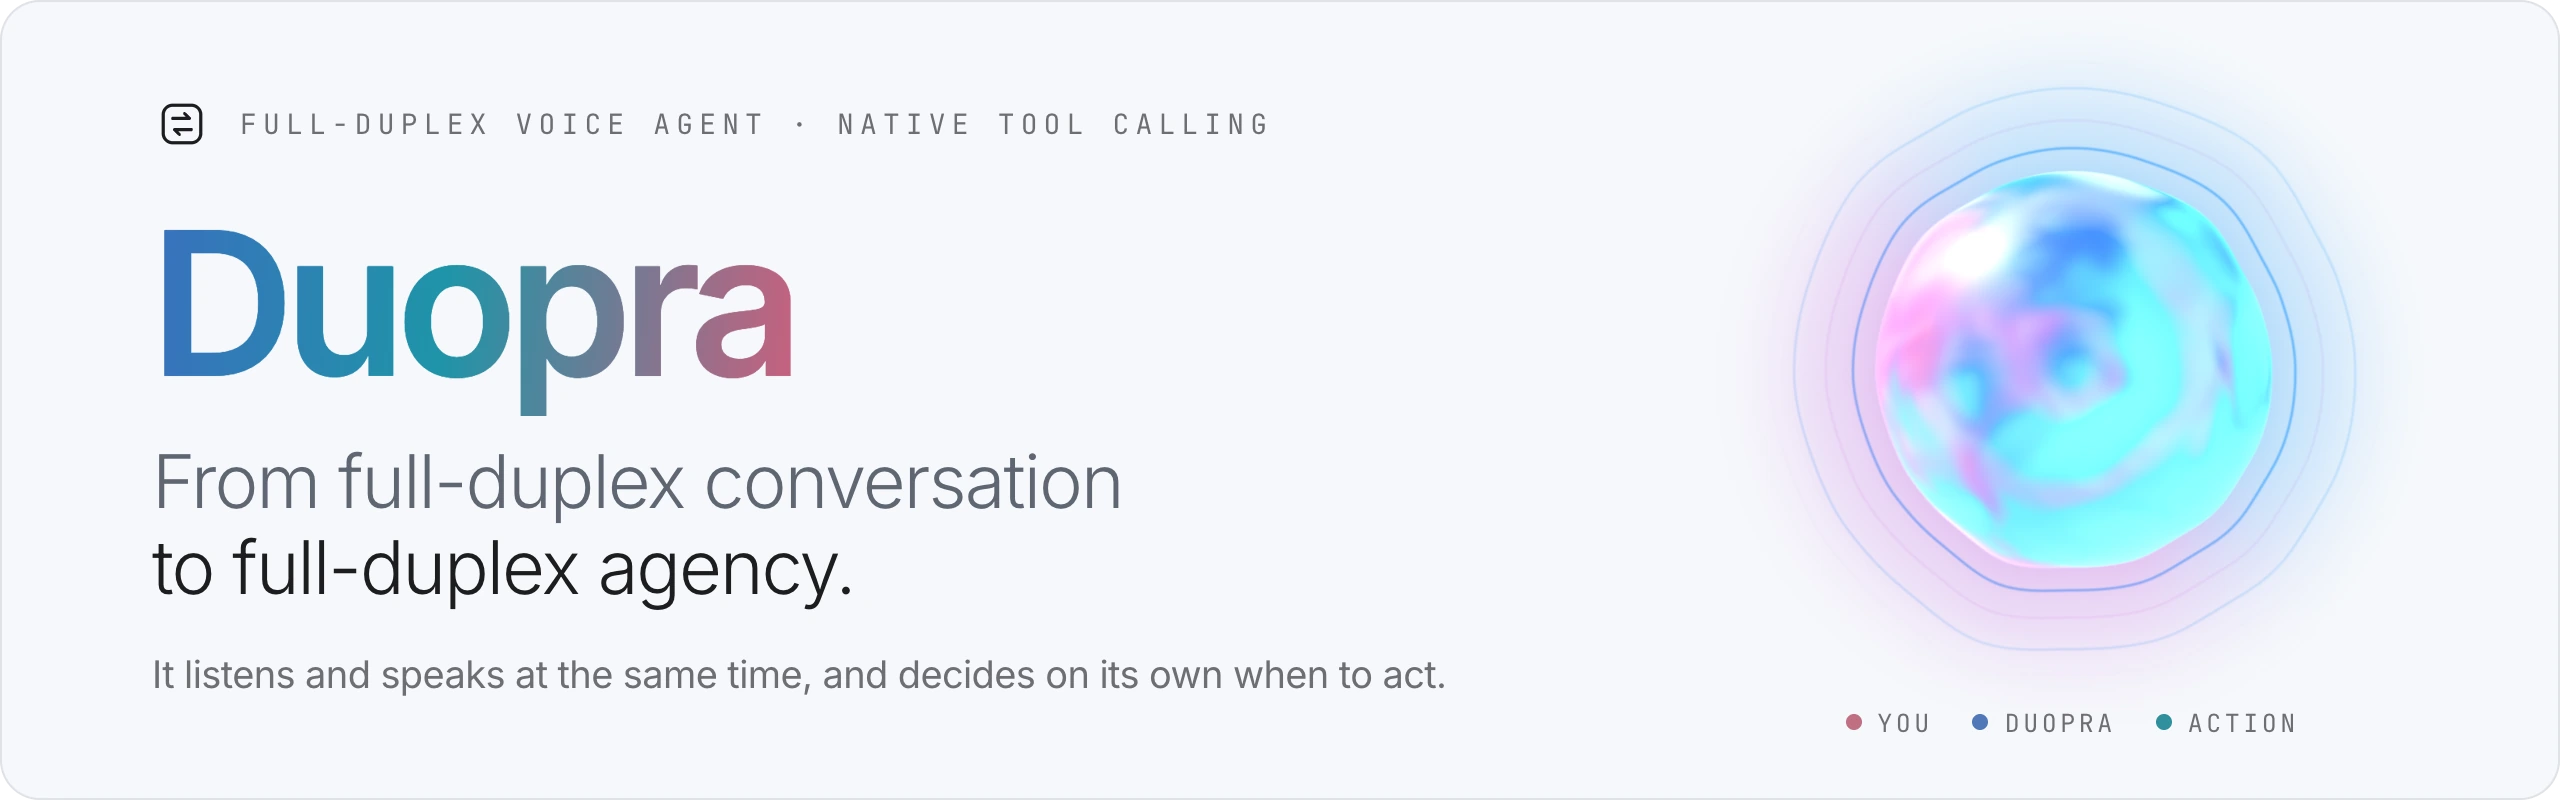 FULL-DUPLEX VOICE AGENT · NATIVE TOOL CALLING
Duopra
From full-duplex conversation
to full-duplex agency.
It listens and speaks at the same time, and decides on its own when to act.
YOU DUOPRA ACTION